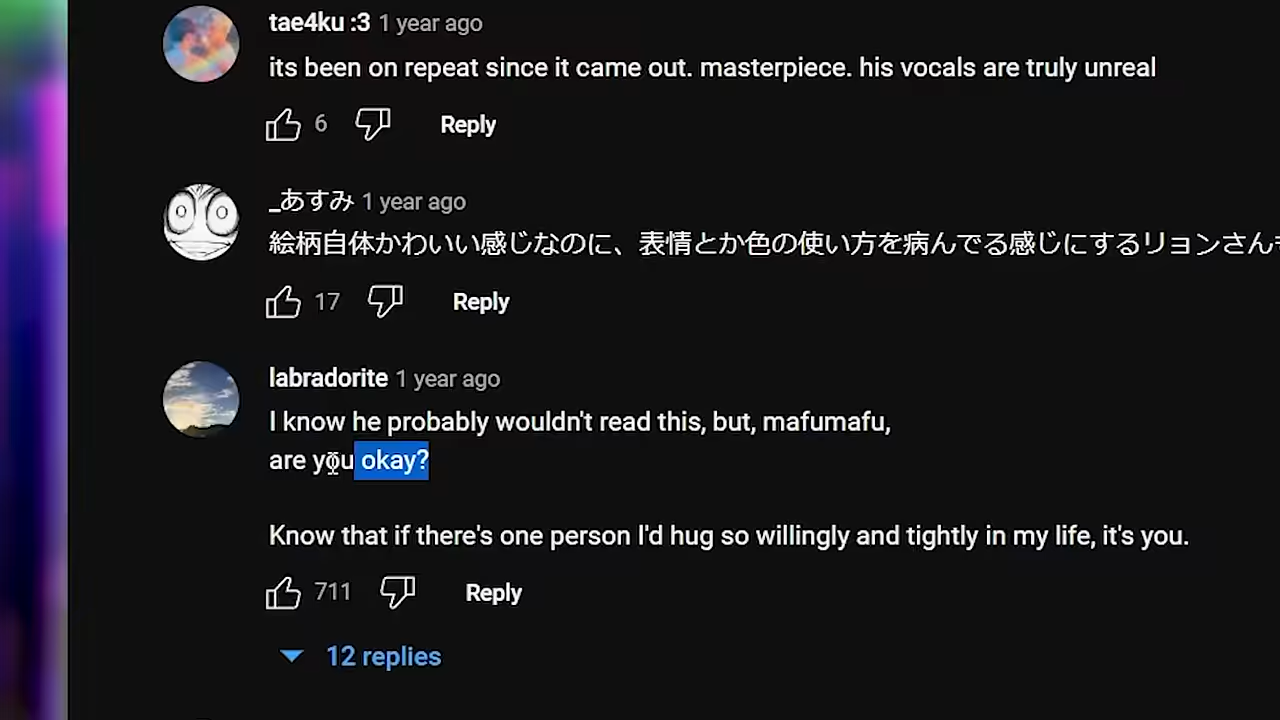 tae4ku :3 1 year ago
its been on repeat since it came out. masterpiece. his vocals are truly unreal
6 Reply
_あすみ 1 year ago
絵柄自体かわいい感じなのに、表情とか色の使い方を病んでる感じにするリョンさん
17 Reply
labradorite 1 year ago
I know he probably wouldn't read this, but, mafumafu,
are you okay?
Know that if there's one person I'd hug so willingly and tightly in my life, it's you.
711 Reply
12 replies